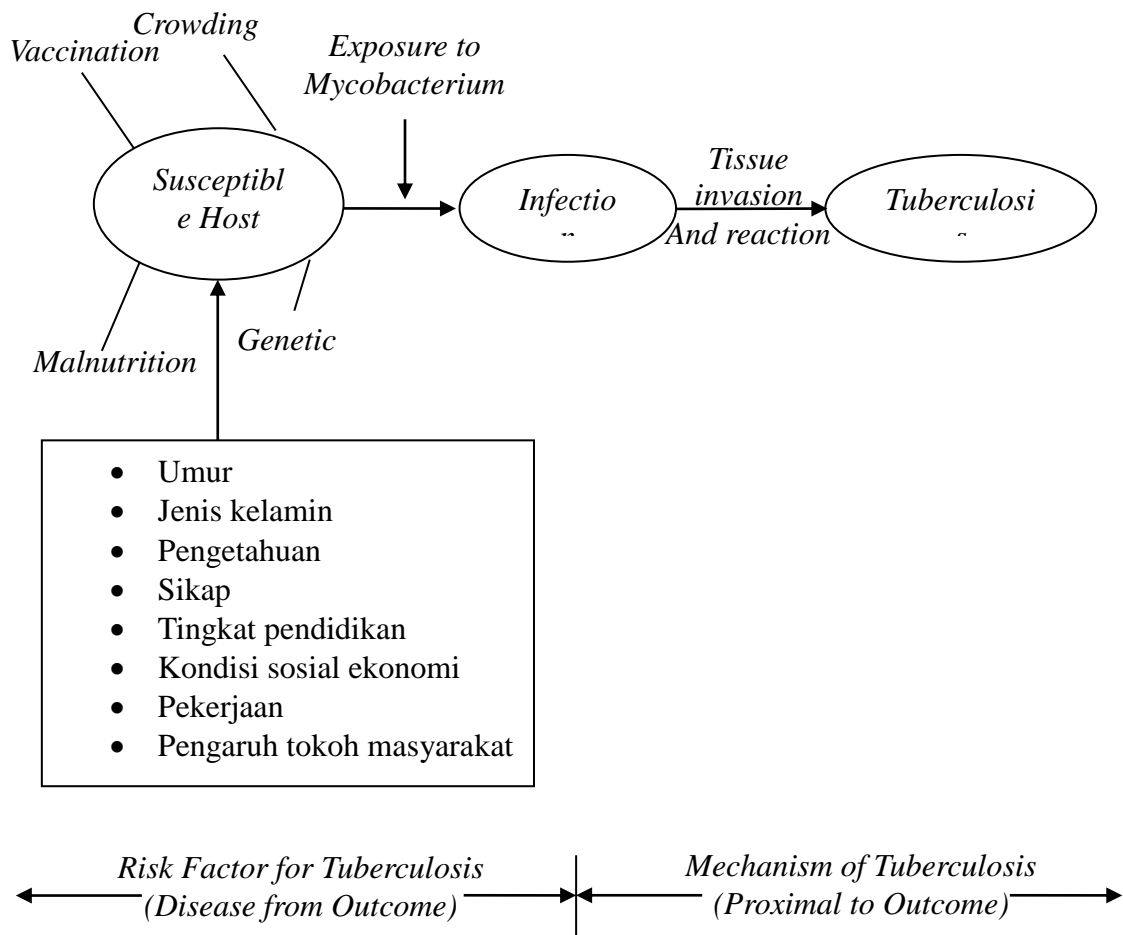 Crowding
Vaccination
Exposure to
Mycobacterium
Susceptibl
e Host
Infectio
n
Tissue
invasion
And reaction
Tuberculosi
s
Genetic
Malnutrition
• Umur
• Jenis kelamin
• Pengetahuan
• Sikap
• Tingkat pendidikan
• Kondisi sosial ekonomi
• Pekerjaan
• Pengaruh tokoh masyarakat
Risk Factor for Tuberculosis
(Disease from Outcome)
Mechanism of Tuberculosis
(Proximal to Outcome)